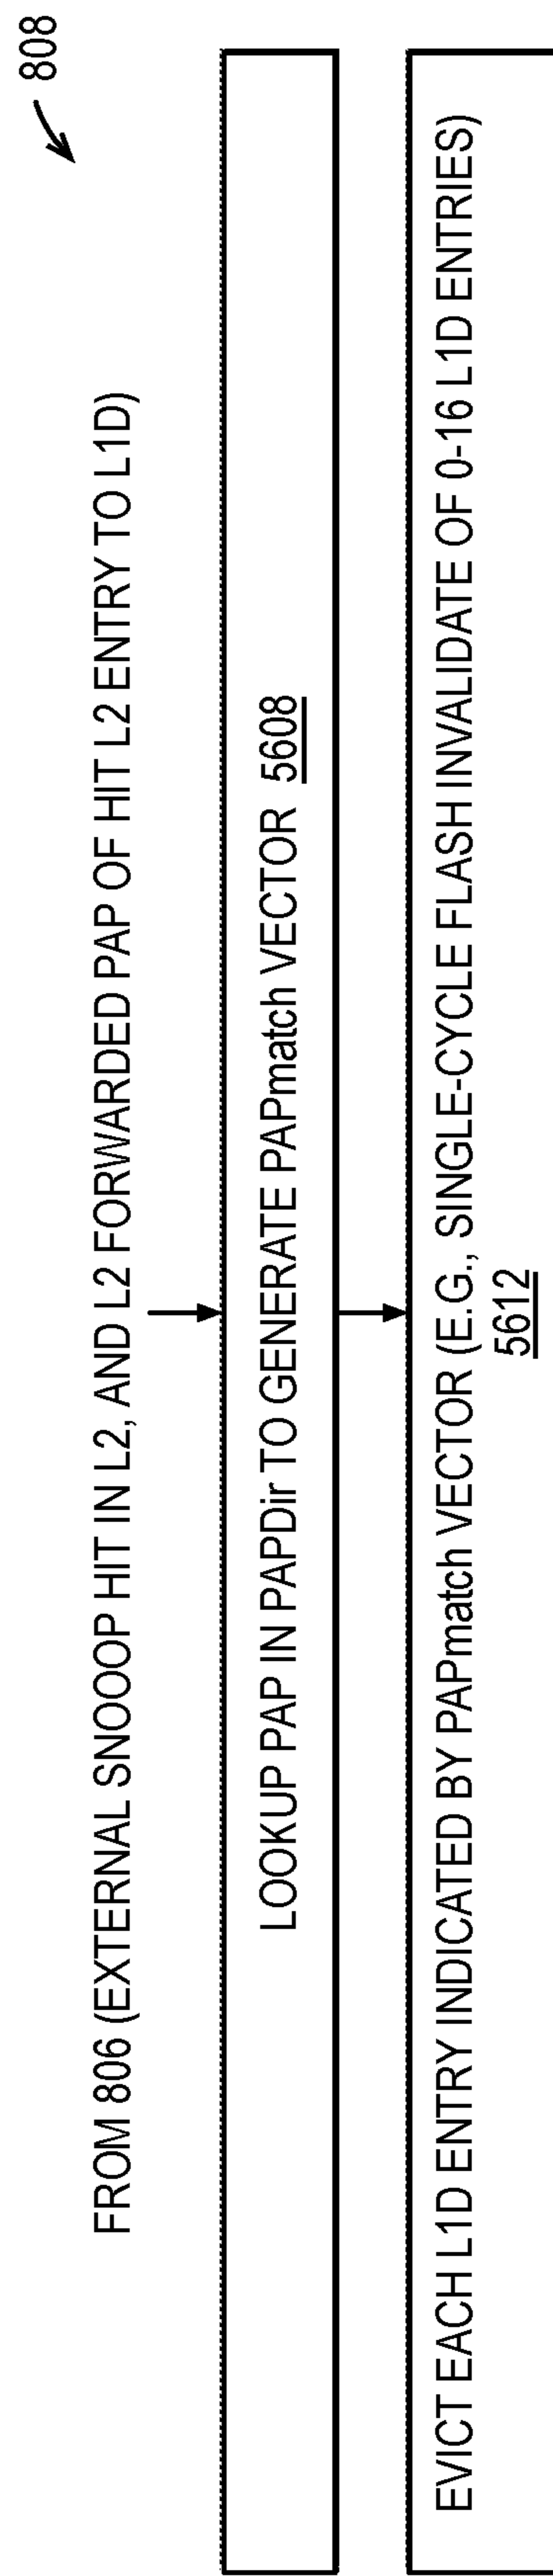 808
FROM 806 (EXTERNAL SNOOOP HIT IN L2, AND L2 FORWARDED PAP OF HIT L2 ENTRY TO L1D)
LOOKUP PAP IN PAPDir TO GENERATE PAPmatch VECTOR 5608
EVICT EACH L1D ENTRY INDICATED BY PAPmatch VECTOR (E.G., SINGLE-CYCLE FLASH INVALIDATE OF 0-16 L1D ENTRIES)
5612